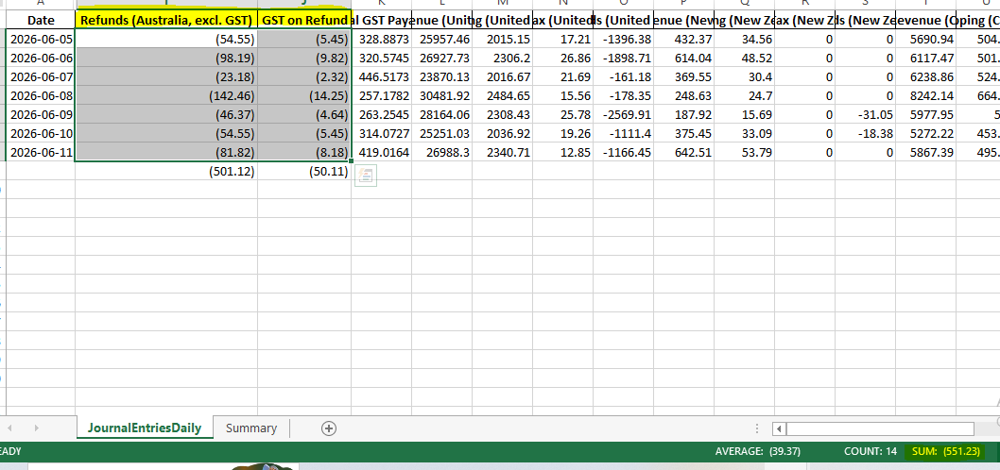 A I J K L M N O P Q R S T U
Date Refunds (Australia, excl. GST) GST on Refund al GST Pay enue (Unit ng (United ax (United ds (United enue (New ng (New Ze ax (New Z ds (New Ze evenue (C ping (C
2026-06-05 (54.55) (5.45) 328.8873 25957.46 2015.15 17.21 -1396.38 432.37 34.56 0 0 5690.94 504.
2026-06-06 (98.19) (9.82) 320.5745 26927.73 2306.2 26.86 -1898.71 614.04 48.52 0 0 6117.47 501.
2026-06-07 (23.18) (2.32) 446.5173 23870.13 2016.67 21.69 -161.18 369.55 30.4 0 0 6238.86 524.
2026-06-08 (142.46) (14.25) 257.1782 30481.92 2484.65 15.56 -178.35 248.63 24.7 0 0 8242.14 664.
2026-06-09 (46.37) (4.64) 263.2545 28164.06 2308.43 25.78 -2569.91 187.92 15.69 0 -31.05 5977.95 5
2026-06-10 (54.55) (5.45) 314.0727 25251.03 2036.92 19.26 -1111.4 375.45 33.09 0 -18.38 5272.22 453.
2026-06-11 (81.82) (8.18) 419.0164 26988.3 2340.71 12.85 -1166.45 642.51 53.79 0 0 5867.39 495.
(501.12) (50.11)
JournalEntriesDaily Summary
EADY AVERAGE: (39.37) COUNT: 14 SUM: (551.23)